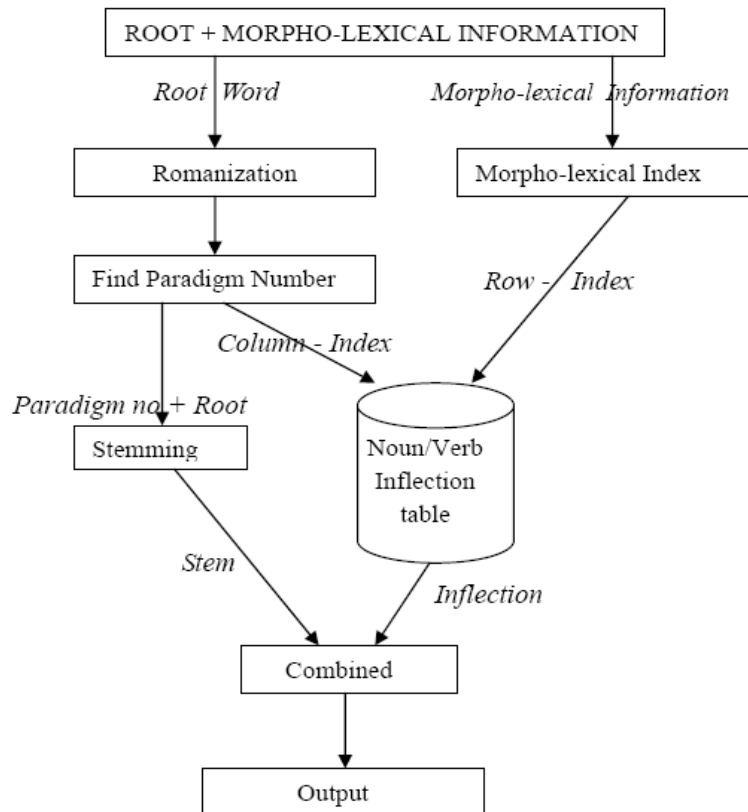 ROOT + MORPHO-LEXICAL INFORMATION
Root Word
Morpho-lexical Information
Romanization
Morpho-lexical Index
Find Paradigm Number
Row - Index
Column - Index
Paradigm no + Root
Stemming
Noun/Verb
Inflection
table
Stem
Inflection
Combined
Output